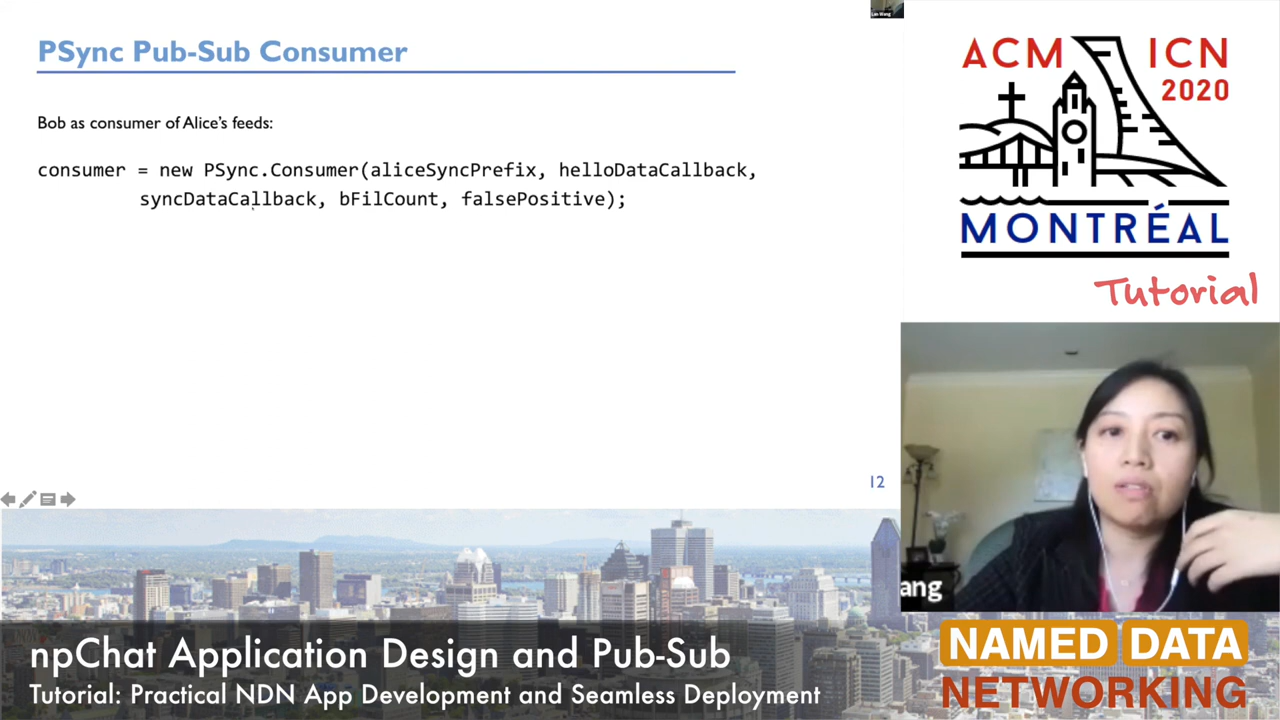 PSync Pub-Sub Consumer
Bob as consumer of Alice's feeds:
consumer = new PSync.Consumer(aliceSyncPrefix, helloDataCallback,
syncDataCallback, bFilCount, falsePositive);
12
ACM ICN
2020
MONTRÉAL
Tutorial
ang
npChat Application Design and Pub-Sub
Tutorial: Practical NDN App Development and Seamless Deployment
NAMED DATA
NETWORKING